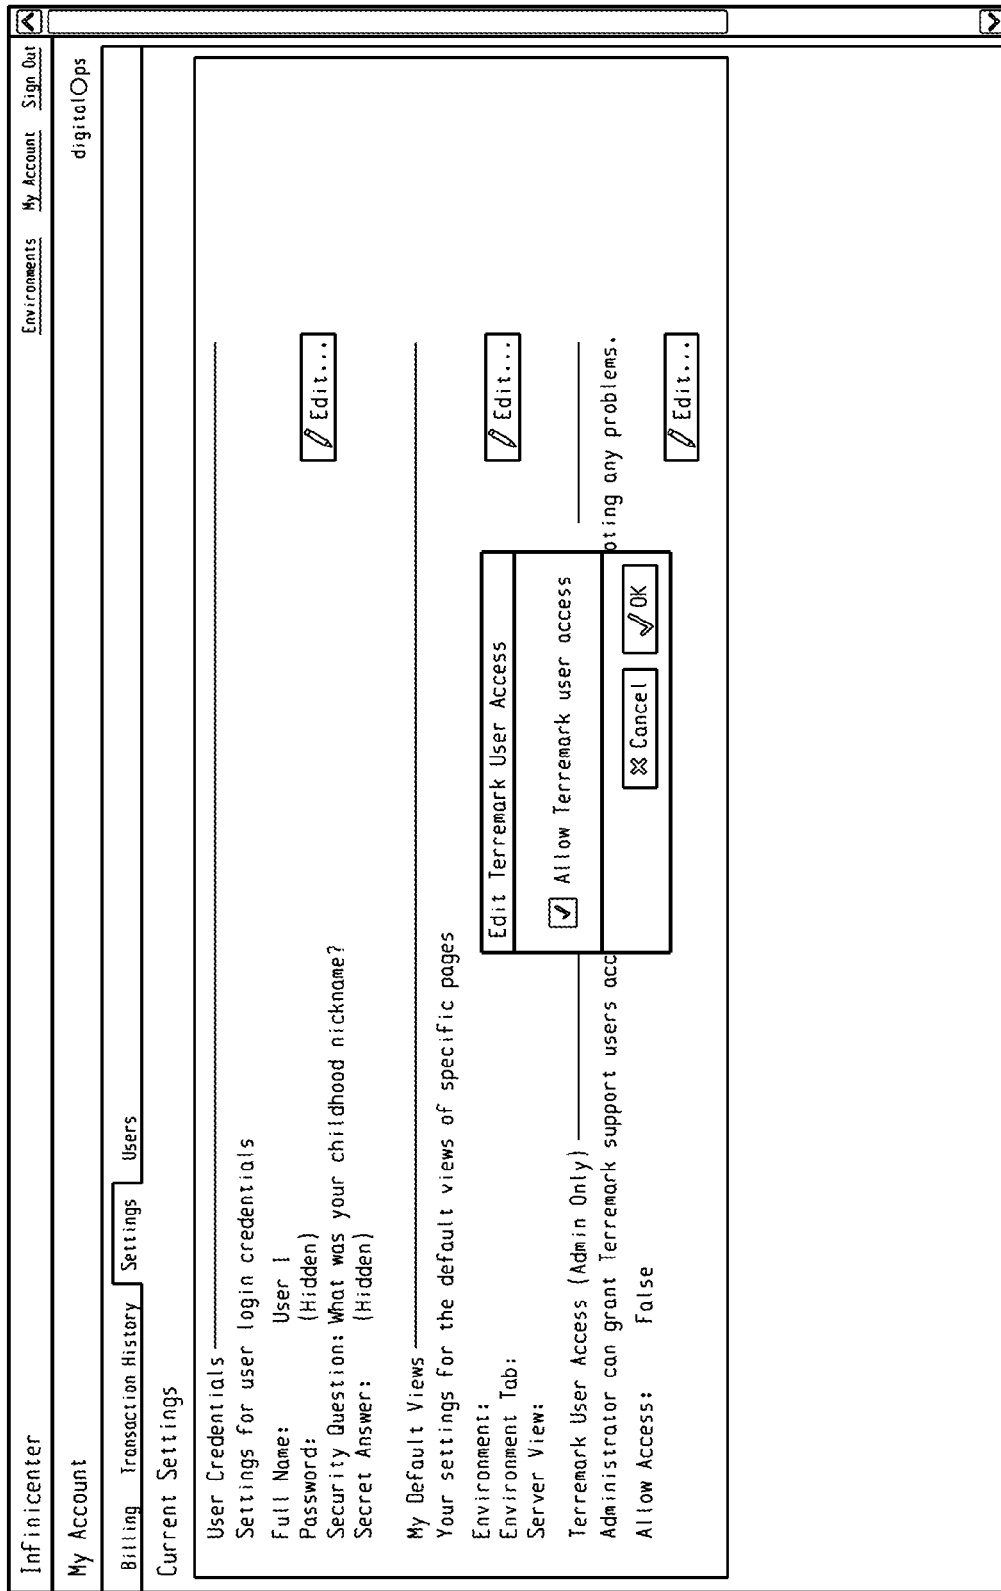 Infinicenter
Environments My Account Sign Out
My Account
digitalOps
Billing Transaction History Settings Users
Current Settings
User Credentials
Settings for user login credentials
Full Name: User 1
Password: (Hidden)
Security Question: What was your childhood nickname?
Secret Answer: (Hidden)
Edit...
My Default Views
Your settings for the default views of specific pages
Environment:
Environment Tab:
Server View:
Edit...
Terremark User Access (Admin Only)
Administrator can grant Terremark support users acc
oting any problems.
Allow Access: False
Edit...
Edit Terremark User Access
Allow Terremark user access
Cancel OK